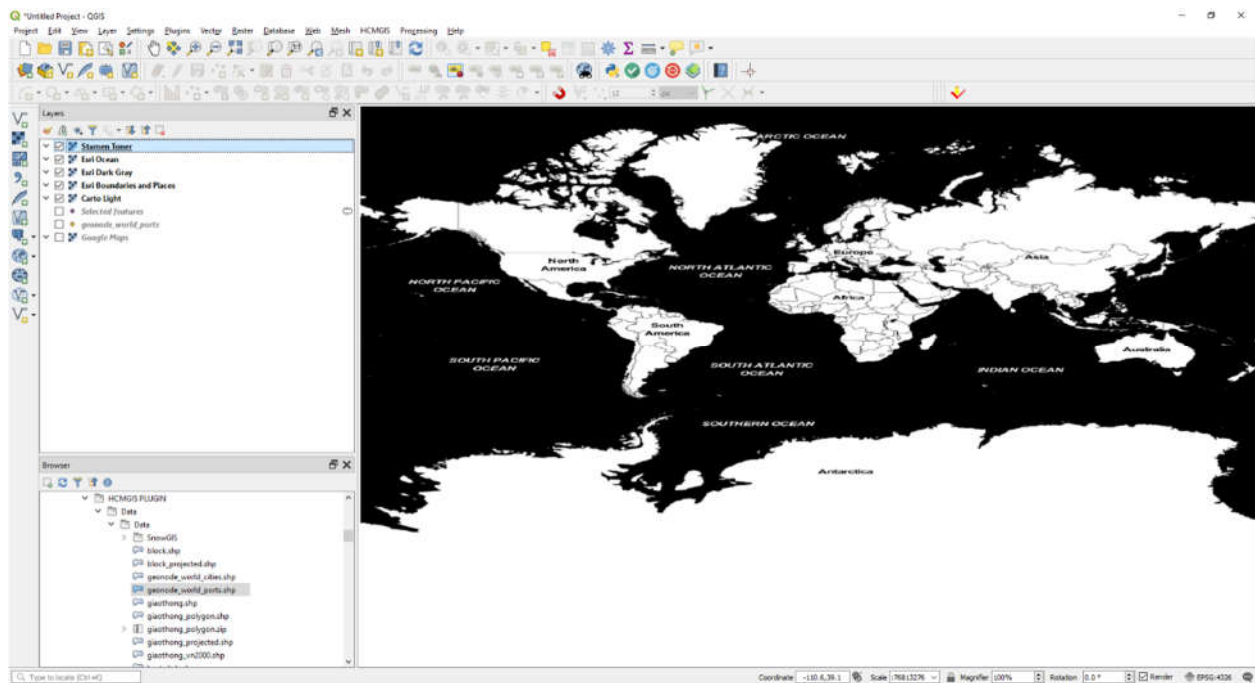 *Untitled Project - QGIS
Project Edit View Layer Settings Plugins Vector Raster Database Web Mesh HCMGIS Processing Help
Layers
Stamen Toner
Esri Ocean
Esri Dark Gray
Esri Boundaries and Places
Carto Light
Selected features
geonode_world_ports
Google Maps
Browser
HCMGIS PLUGIN
Data
Data
SnowGIS
block.shp
block_projected.shp
geonode_world_cities.shp
geonode_world_ports.shp
giaothong.shp
giaothong_polygon.shp
giaothong_polygon.zip
giaothong_projected.shp
giaothong_vn2000.shp
ARCTIC OCEAN
North
America
Europe
Asia
NORTH PACIFIC
OCEAN
NORTH ATLANTIC
OCEAN
Africa
South
America
SOUTH PACIFIC
OCEAN
SOUTH ATLANTIC
OCEAN
INDIAN OCEAN
Australia
SOUTHERN OCEAN
Antarctica
Type to locate (Ctrl+K) Coordinate -110.6,39.1 Scale Magnifier 100% Rotation 0.0 ° Render EPSG:4326